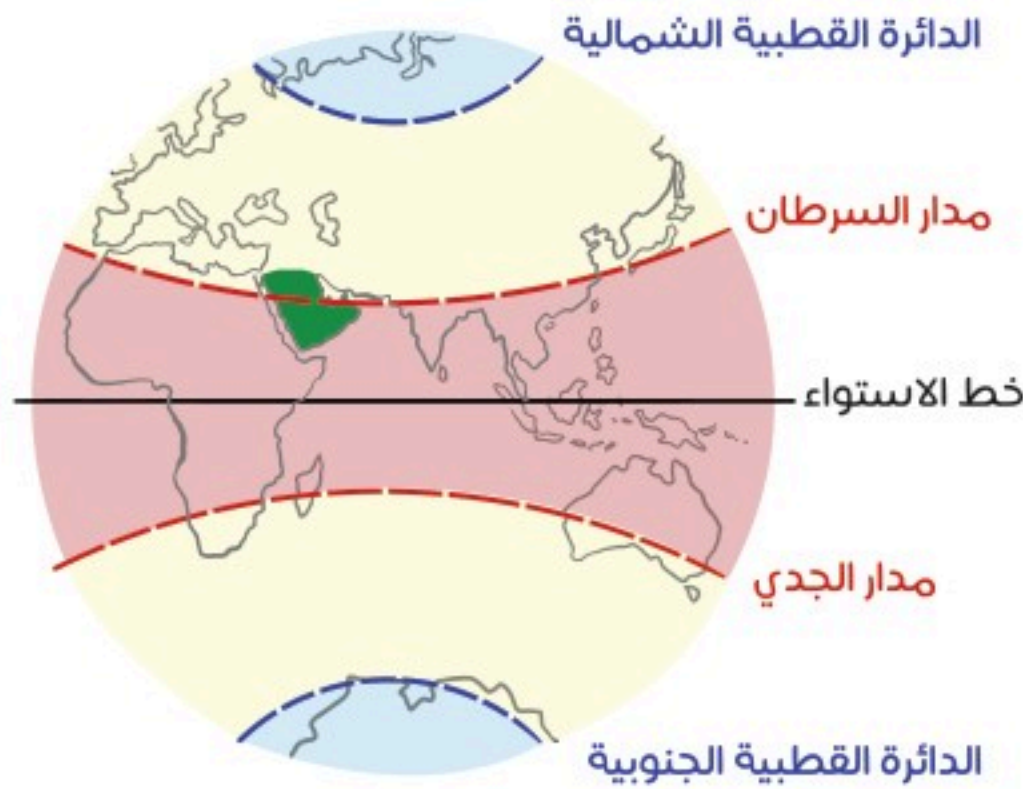 الدائرة القطبية الشمالية
مدار السرطان
خط الاستواء
مدار الجدي
الدائرة القطبية الجنوبية